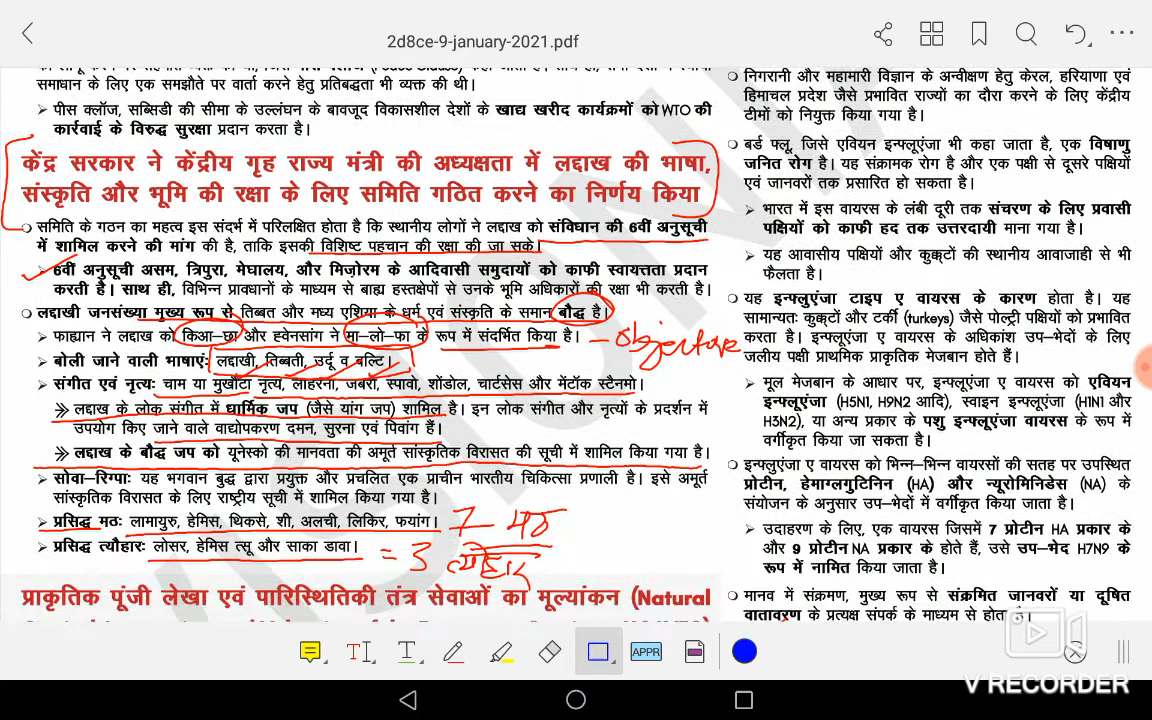 2d8ce-9-january-2021.pdf
समाधान के लिए एक समझौते पर वार्ता करने हेतु प्रतिबद्धता भी व्यक्त की थी।
➢ पीस क्लॉज, सब्सिडी की सीमा के उल्लंघन के बावजूद विकासशील देशों के खाद्य खरीद कार्यक्रमों को WTO की
कार्रवाई के विरुद्ध सुरक्षा प्रदान करता है।
केंद्र सरकार ने केंद्रीय गृह राज्य मंत्री की अध्यक्षता में लद्दाख की भाषा,
संस्कृति और भूमि की रक्षा के लिए समिति गठित करने का निर्णय किया
○ समिति के गठन का महत्व इस संदर्भ में परिलक्षित होता है कि स्थानीय लोगों ने लद्दाख को संविधान की 6वीं अनुसूची
में शामिल करने की मांग की है, ताकि इसकी विशिष्ट पहचान की रक्षा की जा सके।
6वीं अनुसूची असम, त्रिपुरा, मेघालय, और मिज़ोरम के आदिवासी समुदायों को काफी स्वायत्तता प्रदान
करती है। साथ ही, विभिन्न प्रावधानों के माध्यम से बाह्य हस्तक्षेपों से उनके भूमि अधिकारों की रक्षा भी करती है।
○ लद्दाखी जनसंख्या मुख्य रूप से तिब्बत और मध्य एशिया के धर्म एवं संस्कृति के समान बौद्ध है।
➢ फाह्यान ने लद्दाख को किआ-छा और ह्वेनसांग ने मा-लो-फा के रूप में संदर्भित किया है।
– objective
➢ बोली जाने वाली भाषाएं: लद्दाखी, तिब्बती, उर्दू व बल्टि।
➢ संगीत एवं नृत्य: चाम या मुखौटा नृत्य, लाहरना, जबरो, स्पावो, शोंडोल, चार्टसेस और मेंटॉक स्टैनमो।
≫ लद्दाख के लोक संगीत में धार्मिक जप (जैसे यांग जप) शामिल है। इन लोक संगीत और नृत्यों के प्रदर्शन में
उपयोग किए जाने वाले वाद्योपकरण दमन, सुरना एवं पिवांग हैं।
≫ लद्दाख के बौद्ध जप को यूनेस्को की मानवता की अमूर्त सांस्कृतिक विरासत की सूची में शामिल किया गया है।
➢ सोवा-रिग्पा: यह भगवान बुद्ध द्वारा प्रयुक्त और प्रचलित एक प्राचीन भारतीय चिकित्सा प्रणाली है। इसे अमूर्त
सांस्कृतिक विरासत के लिए राष्ट्रीय सूची में शामिल किया गया है।
➢ प्रसिद्ध मठ: लामायुरु, हेमिस, थिकसे, शी, अलची, लिकिर, फयांग।
7 – मठ
➢ प्रसिद्ध त्यौहार: लोसर, हेमिस त्सू और साका डावा।
= 3 त्यौहार
प्राकृतिक पूंजी लेखा एवं पारिस्थितिकी तंत्र सेवाओं का मूल्यांकन (Natural
○ निगरानी और महामारी विज्ञान के अन्वीक्षण हेतु केरल, हरियाणा एवं
हिमाचल प्रदेश जैसे प्रभावित राज्यों का दौरा करने के लिए केंद्रीय
टीमों को नियुक्त किया गया है।
○ बर्ड फ्लू, जिसे एवियन इन्फ्लूएंजा भी कहा जाता है, एक विषाणु
जनित रोग है। यह संक्रामक रोग है और एक पक्षी से दूसरे पक्षियों
एवं जानवरों तक प्रसारित हो सकता है।
➢ भारत में इस वायरस के लंबी दूरी तक संचरण के लिए प्रवासी
पक्षियों को काफी हद तक उत्तरदायी माना गया है।
➢ यह आवासीय पक्षियों और कुक्कुटों की स्थानीय आवाजाही से भी
फैलता है।
○ यह इन्फ्लुएंजा टाइप ए वायरस के कारण होता है। यह
सामान्यतः कुक्कुटों और टर्की (turkeys) जैसे पोल्ट्री पक्षियों को प्रभावित
करता है। इन्फ्लूएंजा ए वायरस के अधिकांश उप-भेदों के लिए
जलीय पक्षी प्राथमिक प्राकृतिक मेजबान होते हैं।
➢ मूल मेजबान के आधार पर, इन्फ्लूएंजा ए वायरस को एवियन
इन्फ्लूएंजा (H5N1, H9N2 आदि), स्वाइन इन्फ्लूएंजा (H1N1 और
H3N2), या अन्य प्रकार के पशु इन्फ्लूएंजा वायरस के रूप में
वर्गीकृत किया जा सकता है।
○ इन्फ्लुएंजा ए वायरस को भिन्न-भिन्न वायरसों की सतह पर उपस्थित
प्रोटीन, हेमाग्लगुटिनिन (HA) और न्यूरोमिनिडेस (NA) के
संयोजन के अनुसार उप-भेदों में वर्गीकृत किया जाता है।
➢ उदाहरण के लिए, एक वायरस जिसमें 7 प्रोटीन HA प्रकार के
और 9 प्रोटीन NA प्रकार के होते हैं, उसे उप-भेद H7N9 के
रूप में नामित किया जाता है।
○ मानव में संक्रमण, मुख्य रूप से संक्रमित जानवरों या दूषित
वातावरण के प्रत्यक्ष संपर्क के माध्यम से होता है।
APPR
V RECORDER